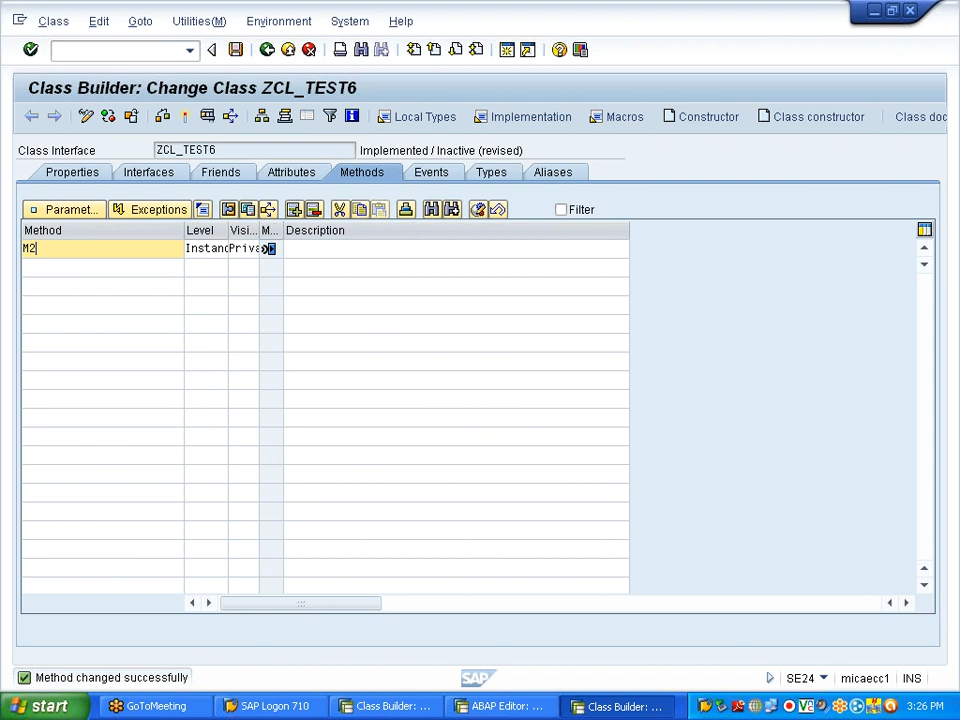 Class Edit Goto Utilities(M) Environment System Help
Class Builder: Change Class ZCL_TEST6
Local Types Implementation Macros Constructor Class constructor Class doc
Class Interface ZCL_TEST6 Implemented / Inactive (revised)
Properties Interfaces Friends Attributes Methods Events Types Aliases
Paramet... Exceptions Filter
Method Level Visi... M... Description
M2 Instanc Priva
Method changed successfully SAP SE24 micaecc1 INS
start GoToMeeting SAP Logon 710 Class Builder: ... ABAP Editor: ... Class Builder: ... 3:26 PM